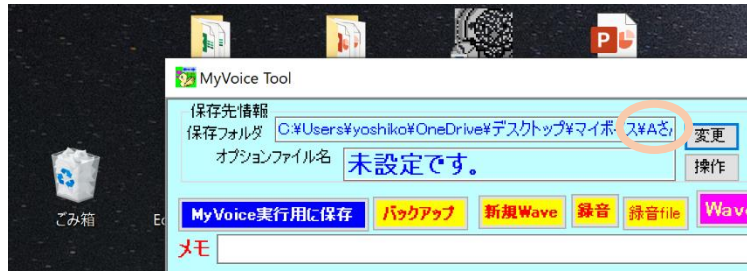 MyVoice Tool
保存先情報
保存フォルダ C:¥Users¥yoshiko¥OneDrive¥デスクトップ¥マイボイス¥Aさ 変更
オプションファイル名 未設定です。 操作
ごみ箱
MyVoice実行用に保存 バックアップ 新規Wave 録音 録音file Wav
メモ